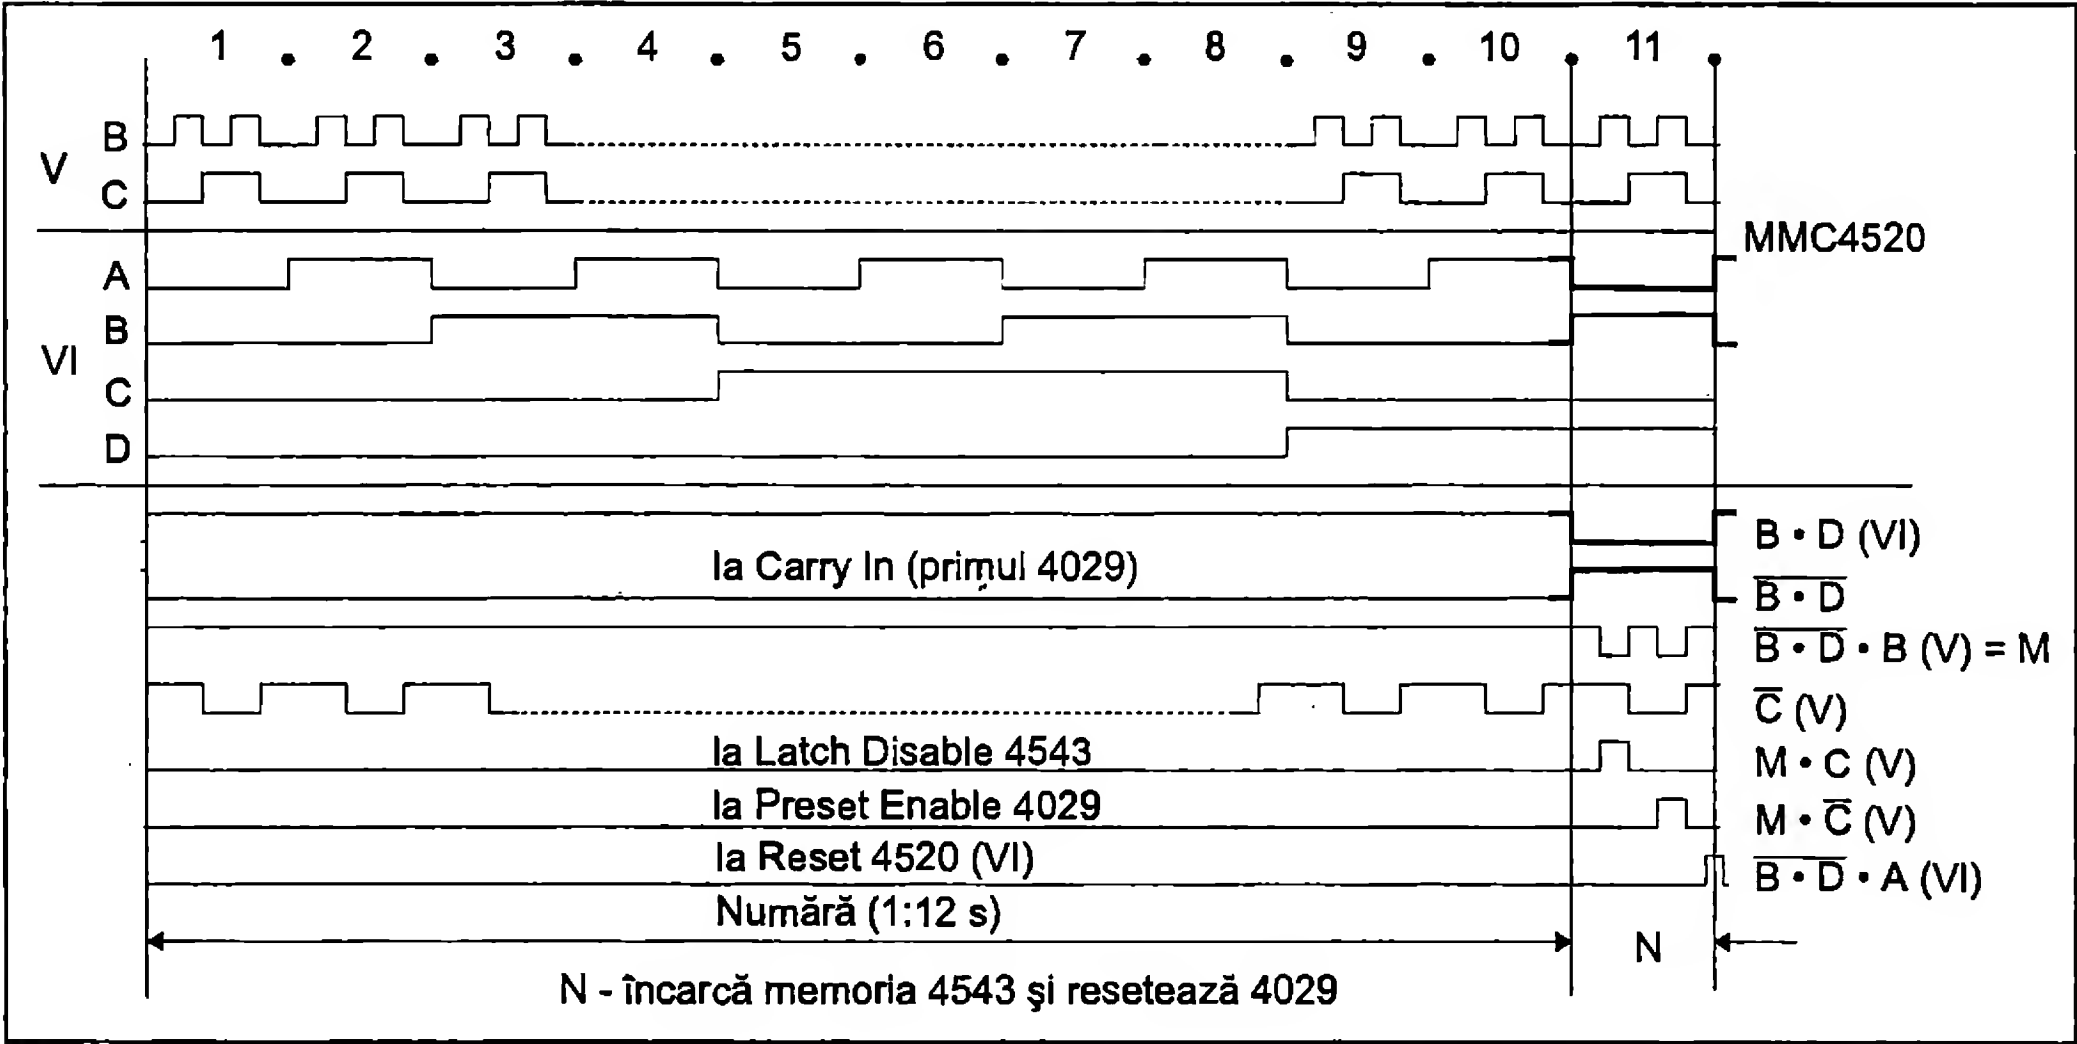 1 . 2 . 3 . 4 . 5 . 6 . 7 . 8 . 9 . 10 . 11 .
V
B
C
MMC4520
VI
A
B
C
D
B • D (VI)
la Carry In (primul 4029)
B̅ ̅•̅ ̅D̅
B̅ ̅•̅ ̅D̅ • B (V) = M
C̅ (V)
la Latch Disable 4543
M • C (V)
la Preset Enable 4029
M • C̅ (V)
la Reset 4520 (VI)
B̅ ̅•̅ ̅D̅ • A (VI)
Numără (1:12 s)
N
N - încarcă memoria 4543 şi resetează 4029